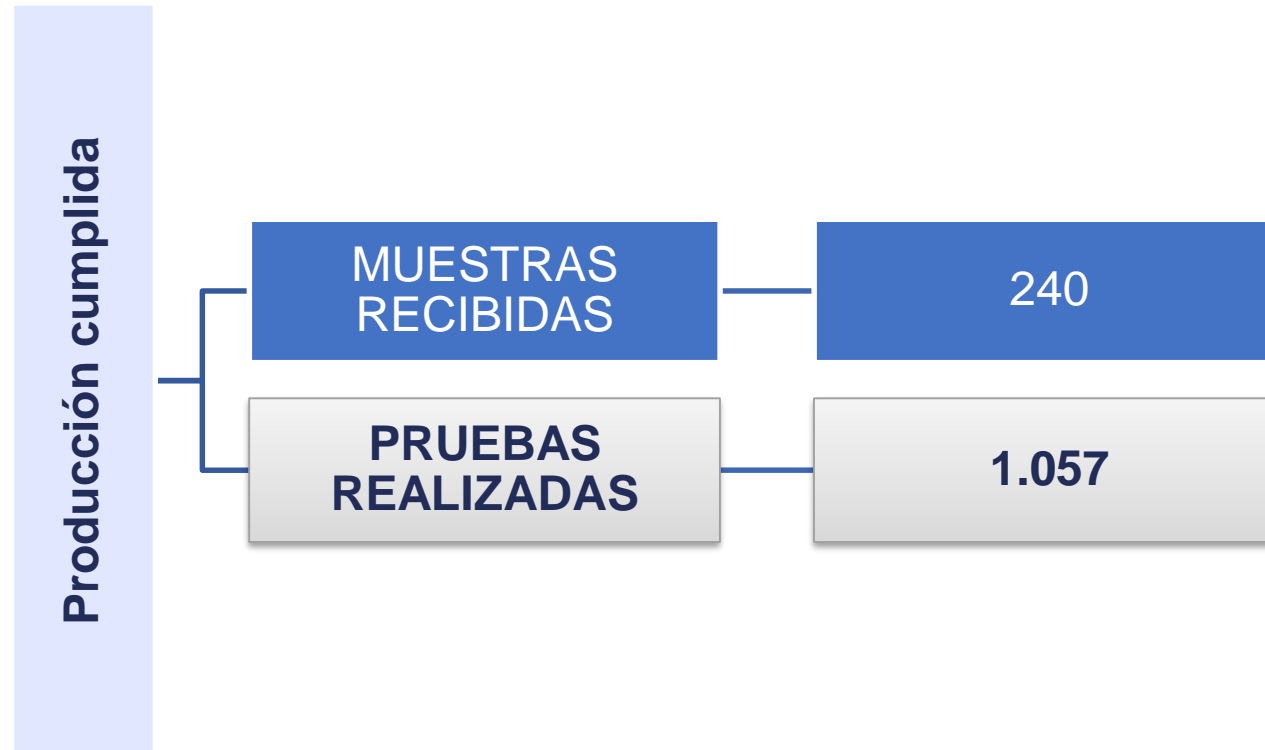 Producción cumplida
MUESTRAS
RECIBIDAS
240
PRUEBAS
REALIZADAS
1.057